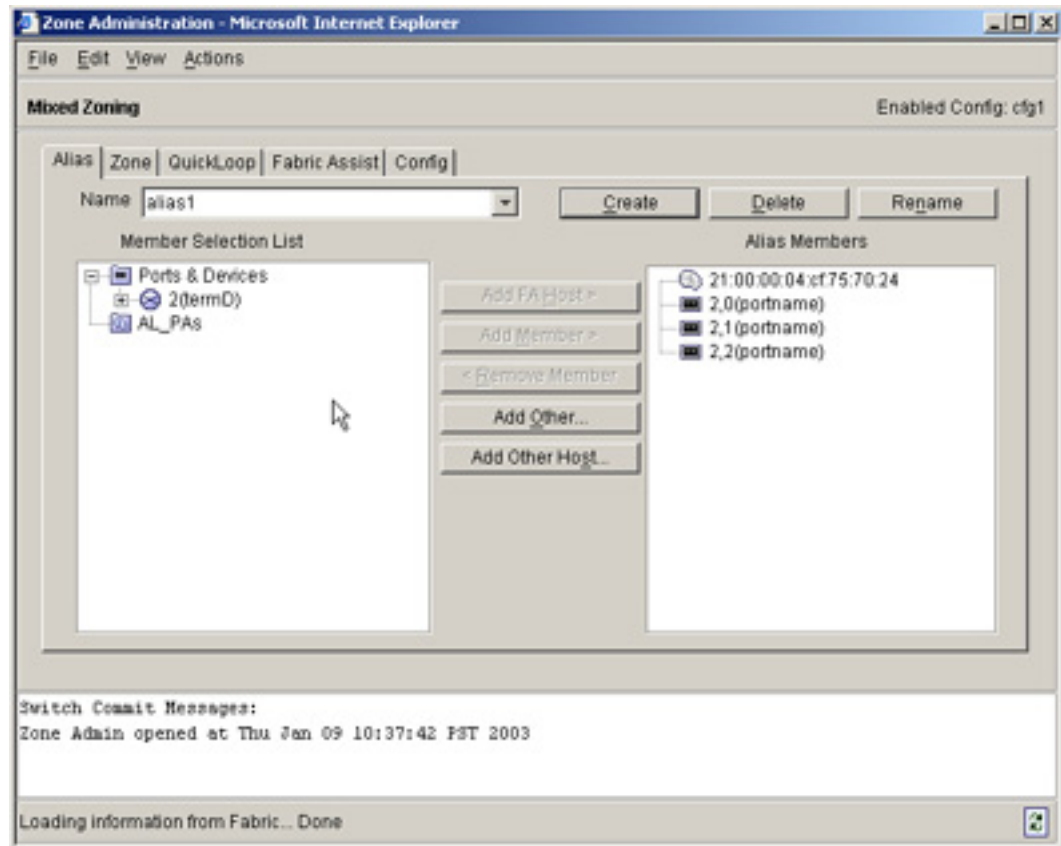 Zone Administration - Microsoft Internet Explorer
File Edit View Actions
Mixed Zoning
Enabled Config: cfg1
Alias Zone QuickLoop Fabric Assist Config
Name alias1
Create Delete Rename
Member Selection List
Ports & Devices
2(termD)
AL_PAs
Add FA Host >
Add Member >
< Remove Member
Add Other...
Add Other Host...
Alias Members
21:00:00:04:cf:75:70:24
2,0(portname)
2,1(portname)
2,2(portname)
Switch Commit Messages:
Zone Admin opened at Thu Jan 09 10:37:42 PST 2003
Loading information from Fabric... Done